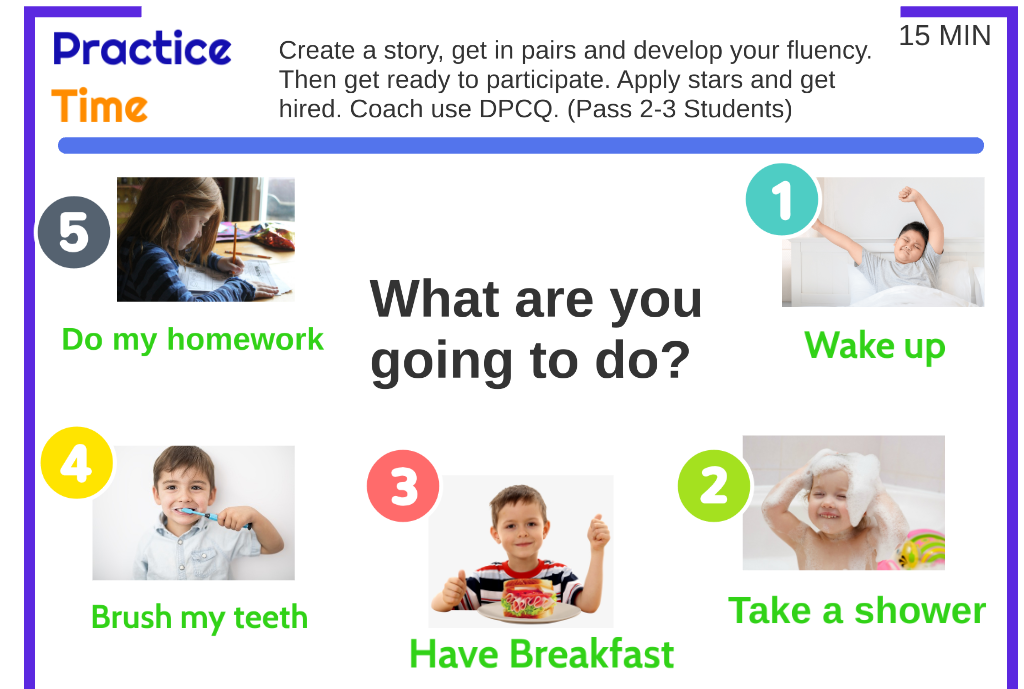 Practice
Time
Create a story, get in pairs and develop your fluency.
Then get ready to participate. Apply stars and get
hired. Coach use DPCQ. (Pass 2-3 Students)
15 MIN
1
Wake up
5
Do my homework
What are you
going to do?
4
Brush my teeth
3
Have Breakfast
2
Take a shower